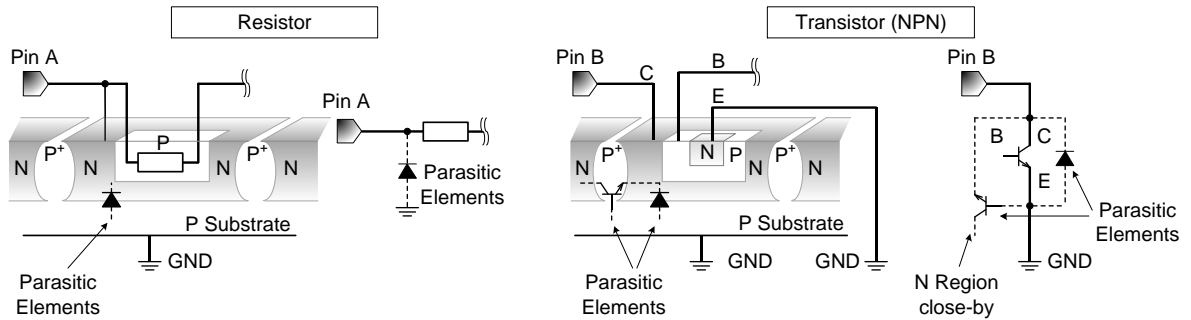 Resistor
Pin A
N
P+
N
P
N
P+
N
Parasitic
Elements
P Substrate
GND
Pin A
Parasitic
Elements
Transistor (NPN)
Pin B
C
B
E
N
P+
N
N
P
N
P+
N
P Substrate
Parasitic
Elements
GND
GND
Pin B
B
C
E
Parasitic
Elements
GND
N Region
close-by